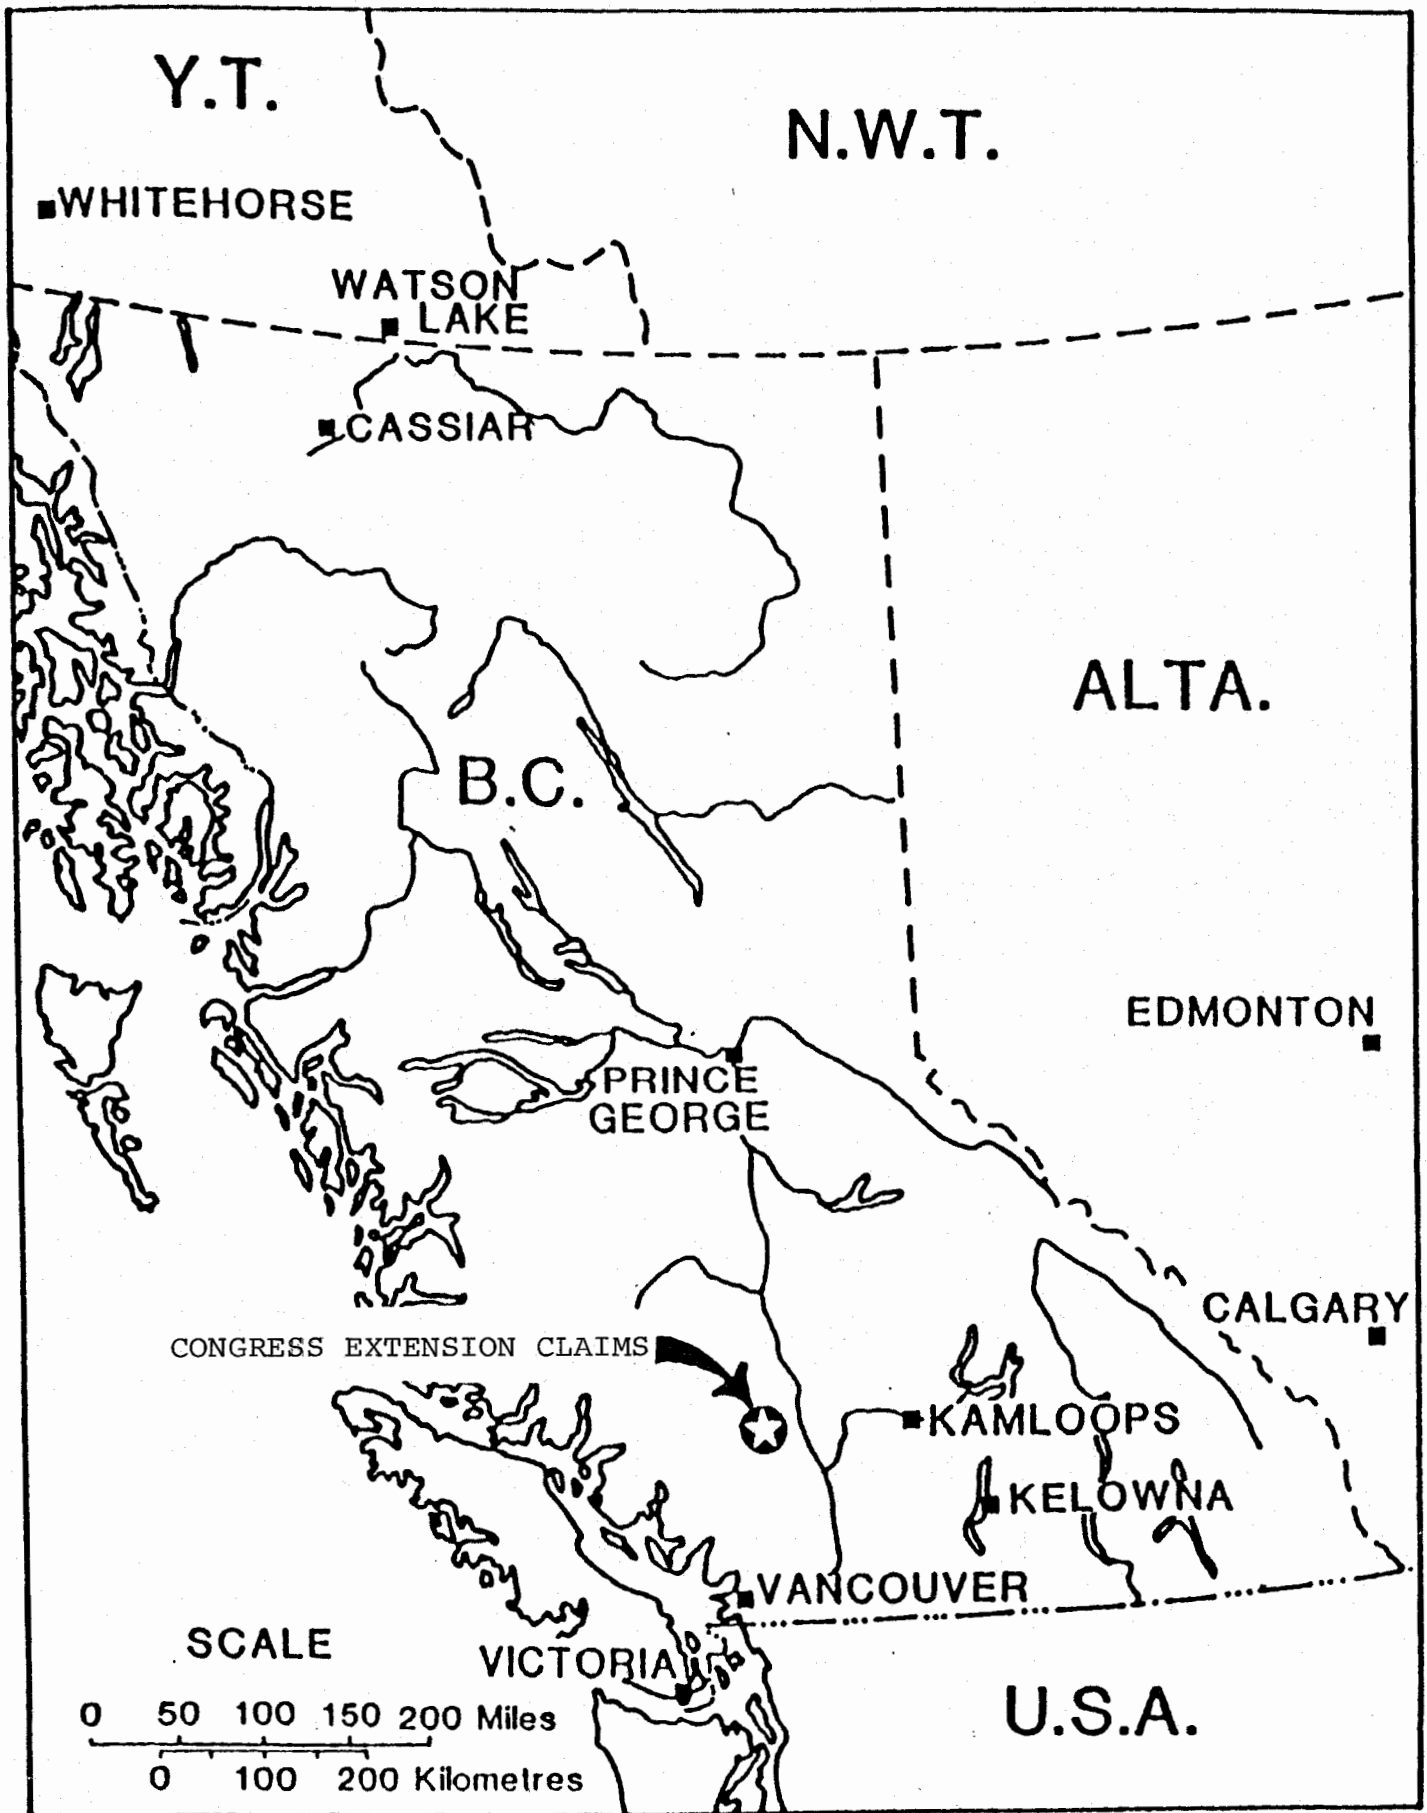 Y.T.
N.W.T.
WHITEHORSE
WATSON
LAKE
CASSIAR
ALTA.
B.C.
EDMONTON
PRINCE
GEORGE
CALGARY
CONGRESS EXTENSION CLAIMS
KAMLOOPS
KELOWNA
VANCOUVER
SCALE
VICTORIA
U.S.A.
0 50 100 150 200 Miles
0 100 200 Kilometres